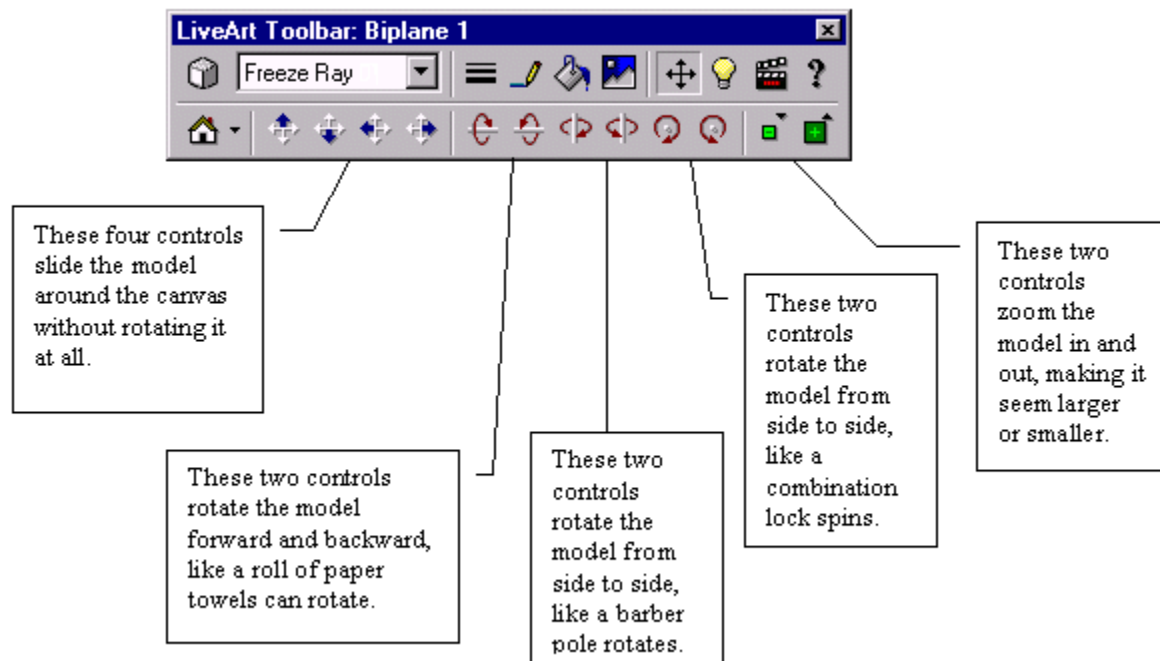 LiveArt Toolbar: Biplane 1
Freeze Ray
These four controls
slide the model
around the canvas
without rotating it
at all.
These two controls
rotate the model
forward and backward,
like a roll of paper
towels can rotate.
These two
controls
rotate the
model from
side to side,
like a barber
pole rotates.
These two
controls
rotate the
model from
side to side,
like a
combination
lock spins.
These two
controls
zoom the
model in and
out, making it
seem larger
or smaller.